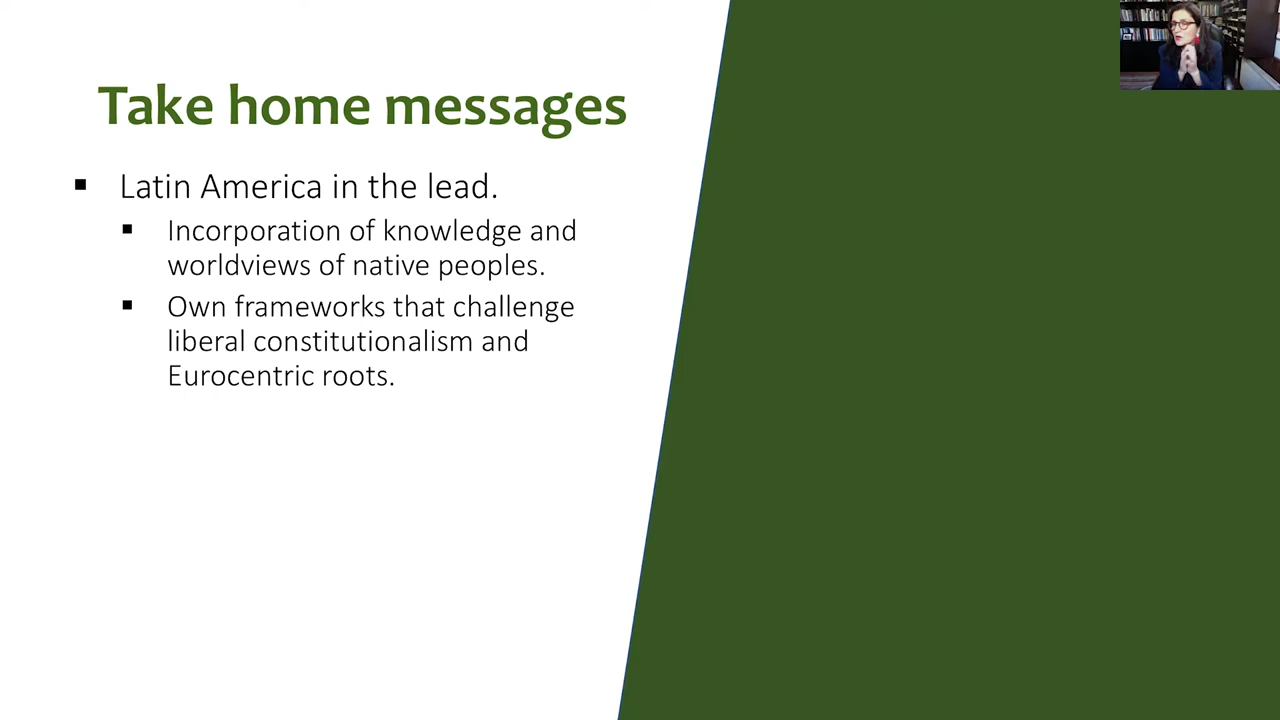 Take home messages
▪ Latin America in the lead.
▪ Incorporation of knowledge and
worldviews of native peoples.
▪ Own frameworks that challenge
liberal constitutionalism and
Eurocentric roots.